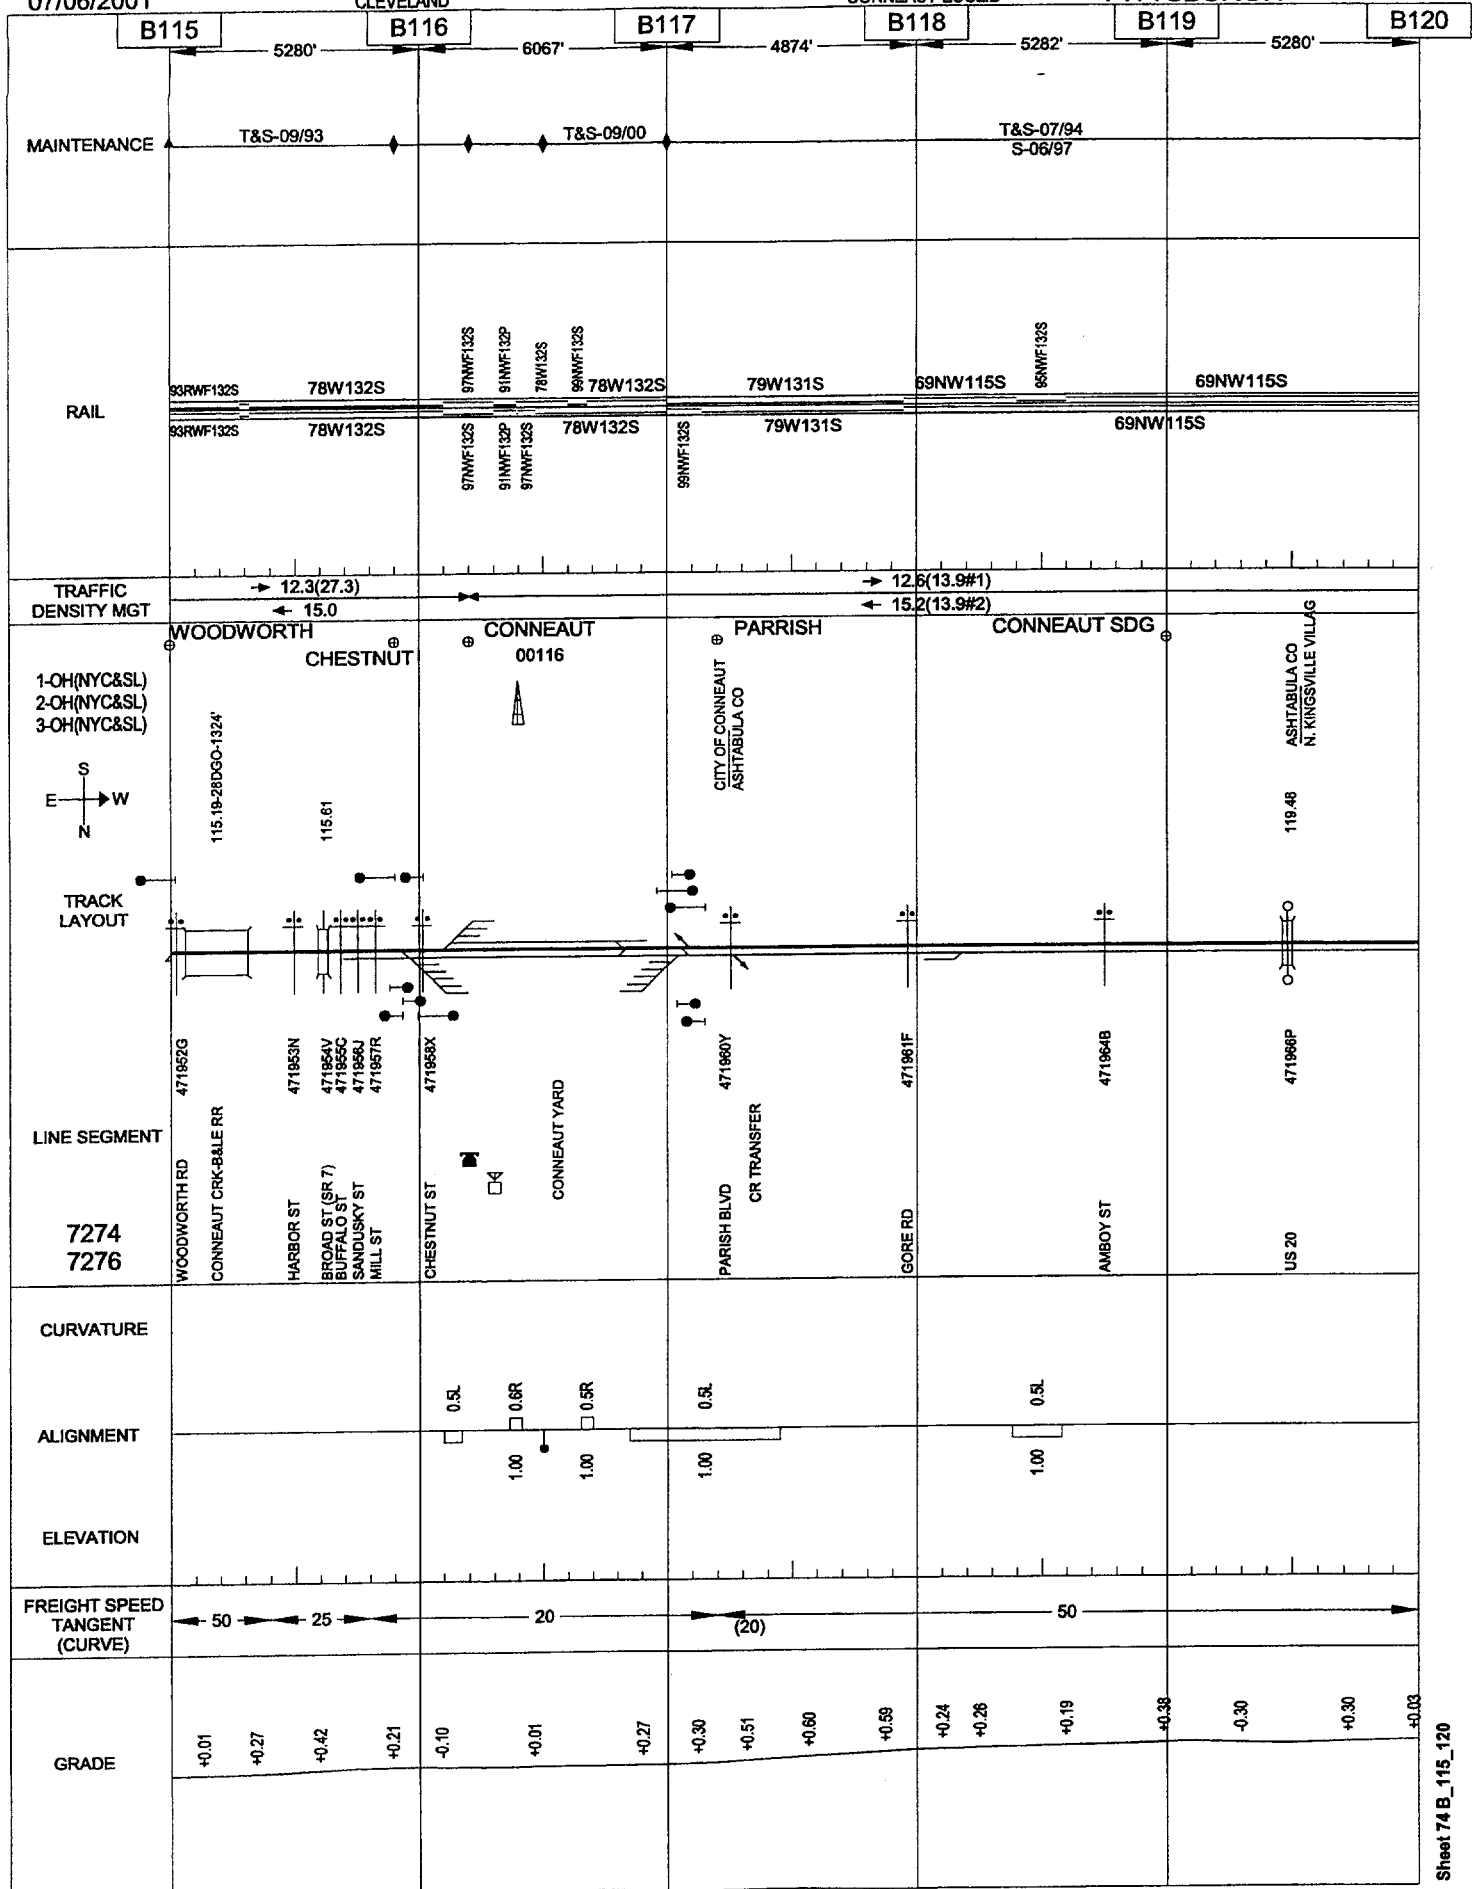 07/06/2001
CLEVELAND
B115
B116
B117
B118
B119
B120
5280'
6067'
4874'
5282'
5280'
MAINTENANCE
T&S-09/93
T&S-09/00
T&S-07/94
S-06/97
RAIL
93RWF132S
78W132S
97NWF132S
91NWF132P
78W132S
99NWF132S
78W132S
79W131S
69NW115S
95NWF132S
69NW115S
93RWF132S
78W132S
97NWF132S
91NWF132P
97NWF132S
78W132S
99NWF132S
79W131S
69NW115S
TRAFFIC
DENSITY MGT
12.3(27.3)
15.0
12.6(13.9#1)
15.2(13.9#2)
WOODWORTH
CHESTNUT
CONNEAUT
00116
PARRISH
CONNEAUT SDG
1-OH(NYC&SL)
2-OH(NYC&SL)
3-OH(NYC&SL)
S
E
W
N
115.19-28DGO-1324'
115.61
CITY OF CONNEAUT
ASHTABULA CO
ASHTABULA CO
N. KINGSVILLE VILLAG
119.48
TRACK
LAYOUT
471952G
471953N
471954V
471955C
471956J
471957R
471958X
471960Y
471961F
471964B
471966P
LINE SEGMENT
7274
7276
WOODWORTH RD
CONNEAUT CRK-B&LE RR
HARBOR ST
BROAD ST (SR 7)
BUFFALO ST
SANDUSKY ST
MILL ST
CHESTNUT ST
CONNEAUT YARD
PARISH BLVD
CR TRANSFER
GORE RD
AMBOY ST
US 20
CURVATURE
0.5L
0.6R
0.5R
0.5L
0.5L
ALIGNMENT
1.00
1.00
1.00
1.00
ELEVATION
FREIGHT SPEED
TANGENT
(CURVE)
50
25
20
(20)
50
GRADE
+0.01
+0.27
+0.42
+0.21
-0.10
+0.01
+0.27
+0.30
+0.51
+0.60
+0.59
+0.24
+0.26
+0.19
+0.38
-0.30
+0.30
+0.03
Sheet 74 B_115_120